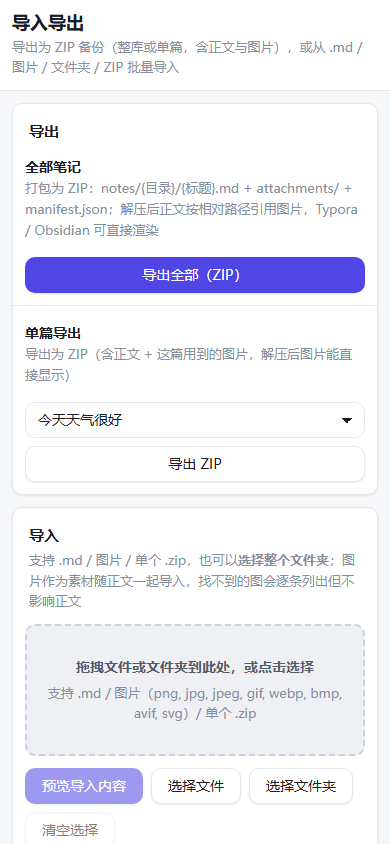 导入导出
导出为 ZIP 备份（整库或单篇，含正文与图片），或从 .md /
图片 / 文件夹 / ZIP 批量导入
导出
全部笔记
打包为 ZIP：notes/{目录}/{标题}.md + attachments/ +
manifest.json；解压后正文按相对路径引用图片，Typora
/ Obsidian 可直接渲染
导出全部（ZIP）
单篇导出
导出为 ZIP（含正文 + 这篇用到的图片，解压后图片能直
接显示）
今天天气很好
导出 ZIP
导入
支持 .md / 图片 / 单个 .zip，也可以选择整个文件夹；图
片作为素材随正文一起导入，找不到的图会逐条列出但不
影响正文
拖拽文件或文件夹到此处，或点击选择
支持 .md / 图片（png, jpg, jpeg, gif, webp, bmp,
avif, svg）/ 单个 .zip
预览导入内容
选择文件
选择文件夹
清空选择